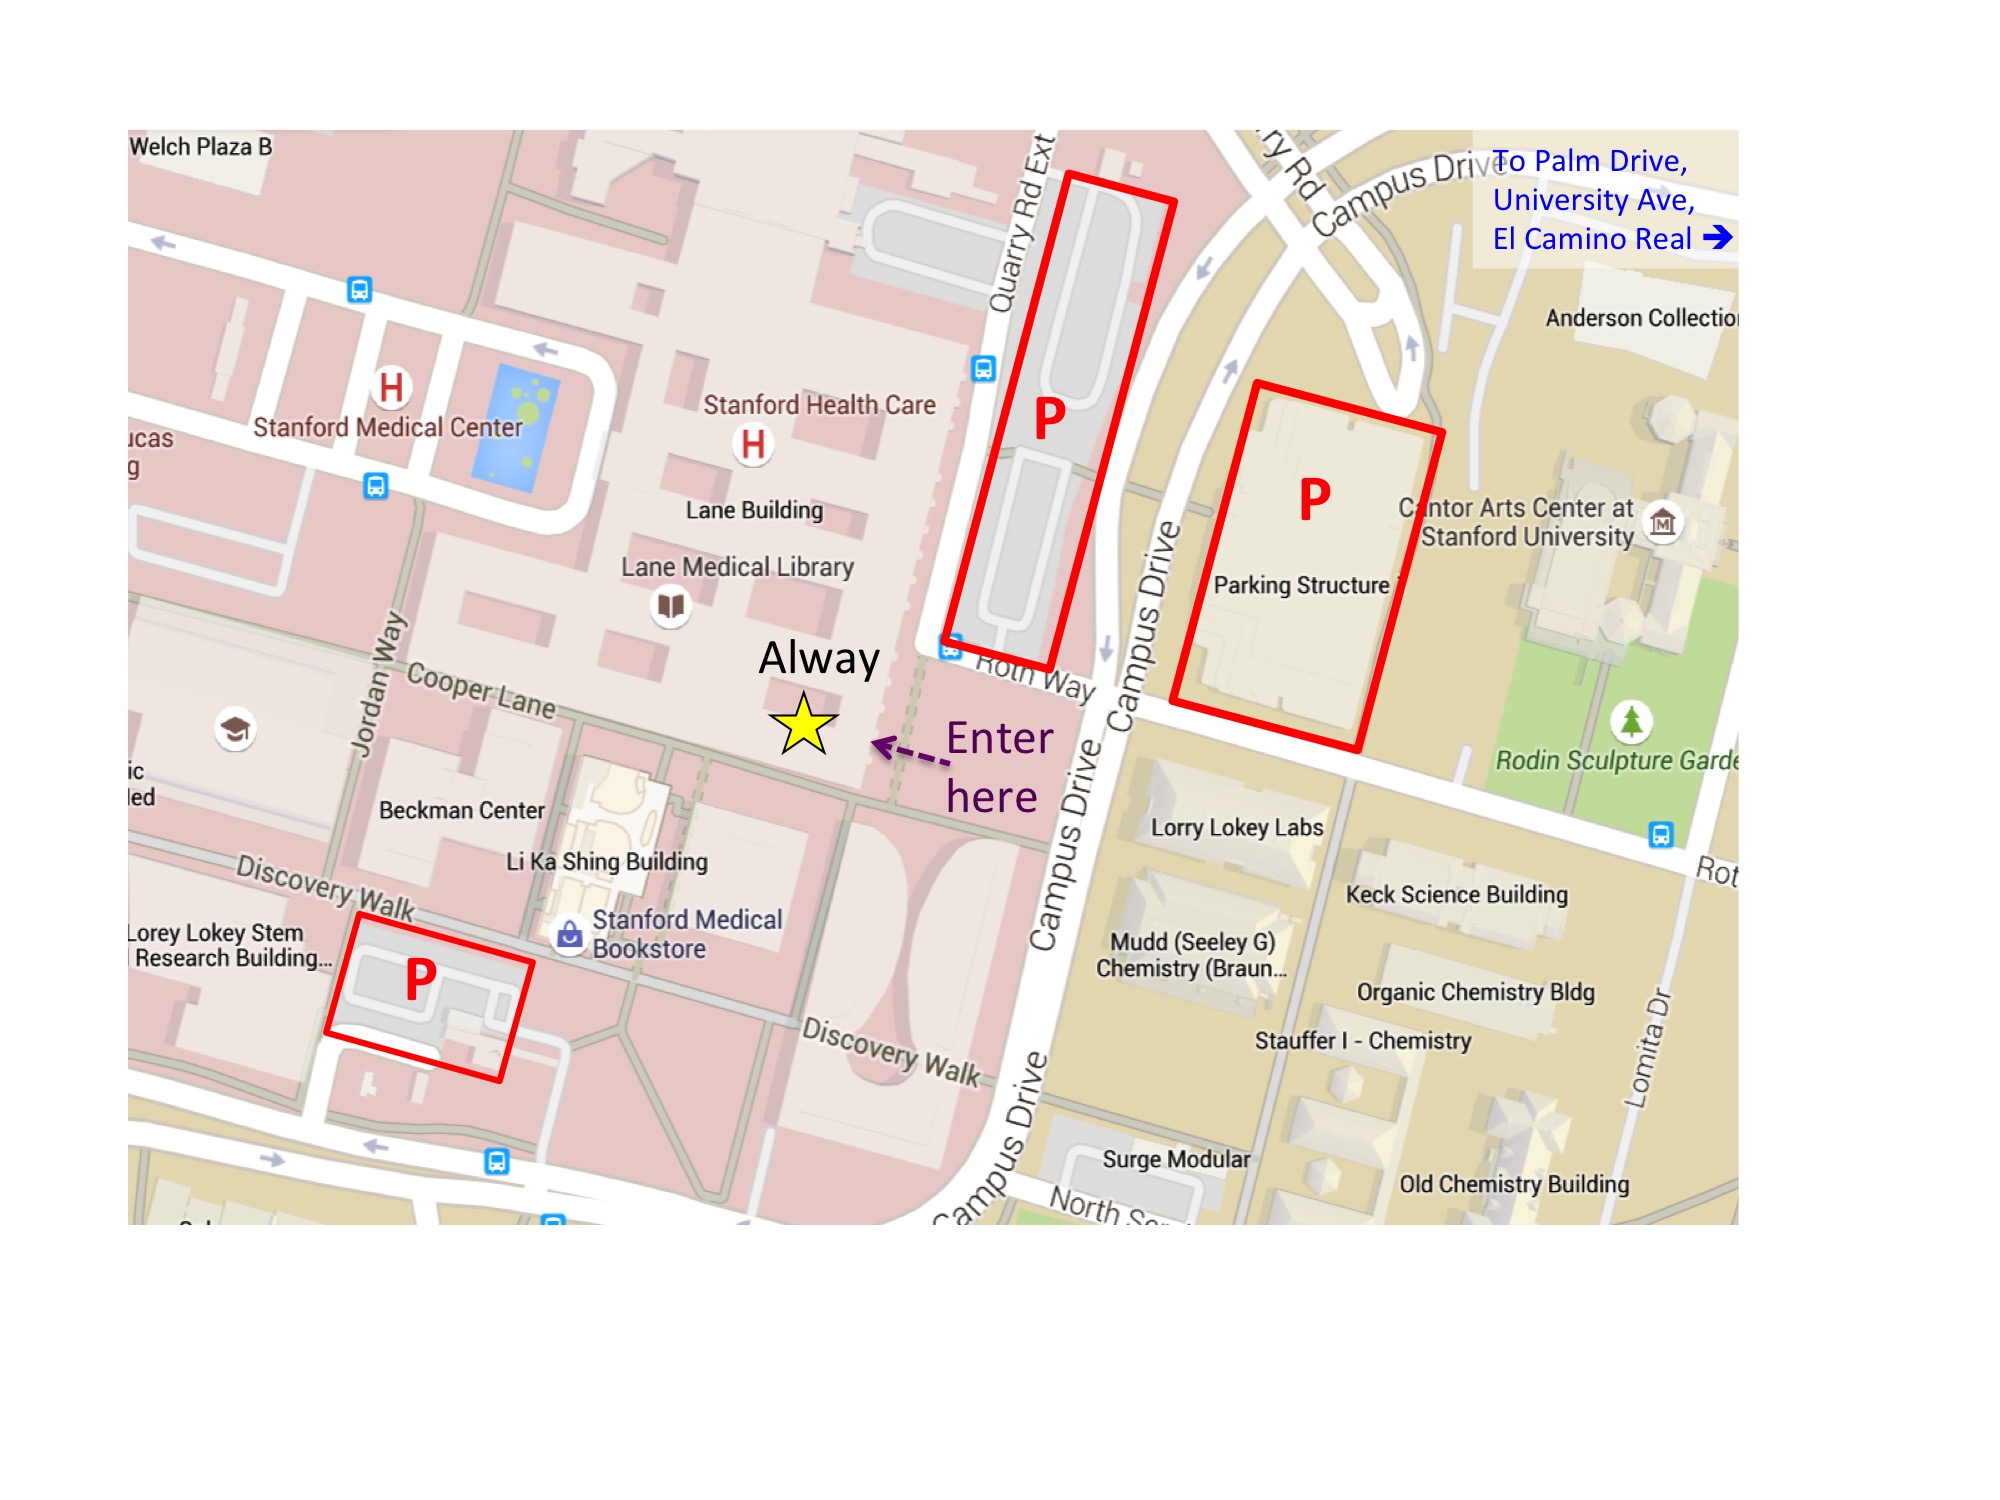 Welch Plaza B
Quarry Rd Ext
ry Rd
Campus Drive
To Palm Drive,
University Ave,
El Camino Real ➔
Anderson Collection
H
Stanford Medical Center
ucas
g
Stanford Health Care
H
P
P
Lane Building
Cantor Arts Center at
Stanford University
M
Lane Medical Library
Parking Structure
Campus Drive
Alway
Roth Way
Jordan Way
Cooper Lane
Enter
here
Rodin Sculpture Garde
ic
led
Beckman Center
Li Ka Shing Building
Campus Drive
Lorry Lokey Labs
Rot
Keck Science Building
Discovery Walk
Stanford Medical
Bookstore
Lorey Lokey Stem
l Research Building...
P
Mudd (Seeley G)
Chemistry (Braun...
Organic Chemistry Bldg
Stauffer I - Chemistry
Discovery Walk
Lomita Dr
Campus Drive
Surge Modular
Old Chemistry Building
North Ser